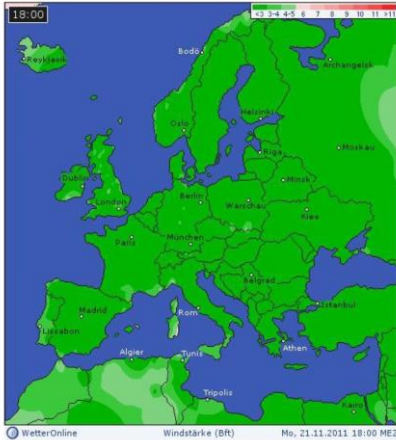 18:00
<3 3-4 4-5 6 7 8 9 10 11 >11
Reykjavik
Bodö
Archangelsk
Oslo
Helsinki
Riga
Moskau
Dublin
Minsk
London
Berlin
Warschau
Kiew
Paris
München
Belgrad
Madrid
Rom
Istanbul
Lissabon
Algier
Tunis
Athen
Tripolis
Kairo
WetterOnline Windstärke (Bft) Mo, 21.11.2011 18:00 MEZ